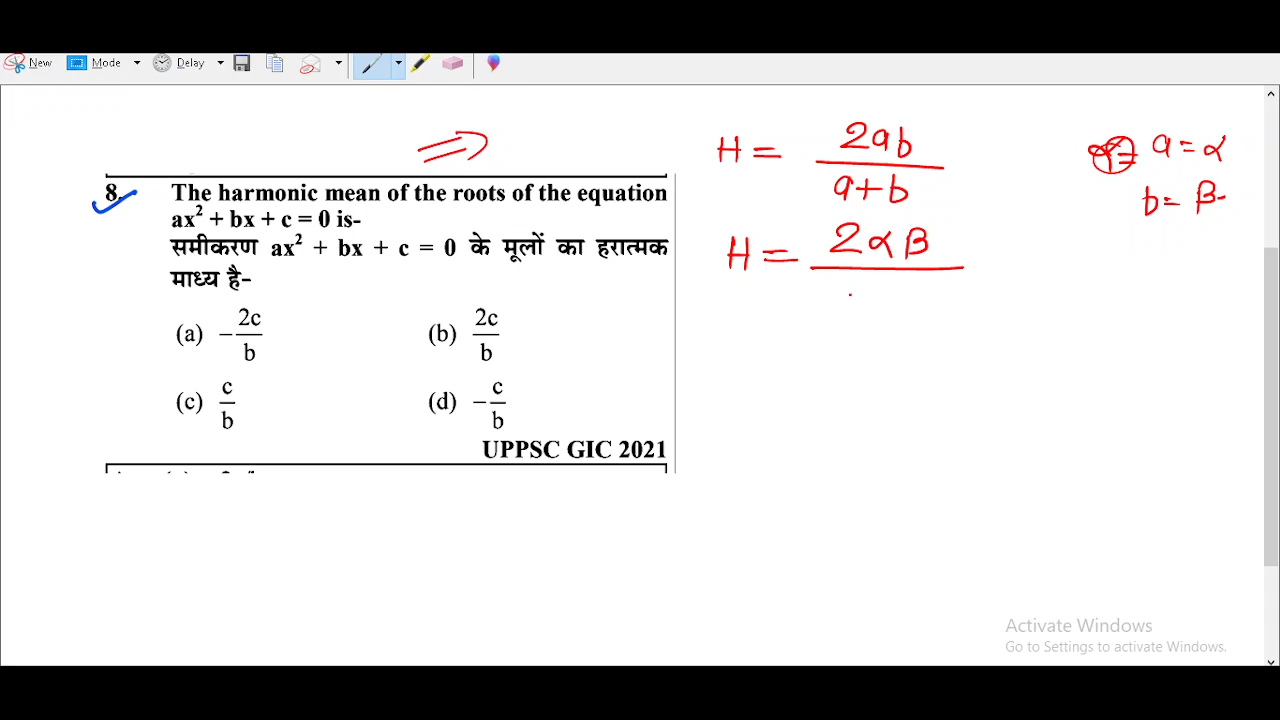 New Mode Delay
8. The harmonic mean of the roots of the equation
ax² + bx + c = 0 is-
समीकरण ax² + bx + c = 0 के मूलों का हरात्मक
माध्य है-
(a) -2c/b (b) 2c/b
(c) c/b (d) -c/b
UPPSC GIC 2021
H = 2ab/a+b
H = 2αβ
a = α
b = β
Activate Windows
Go to Settings to activate Windows.